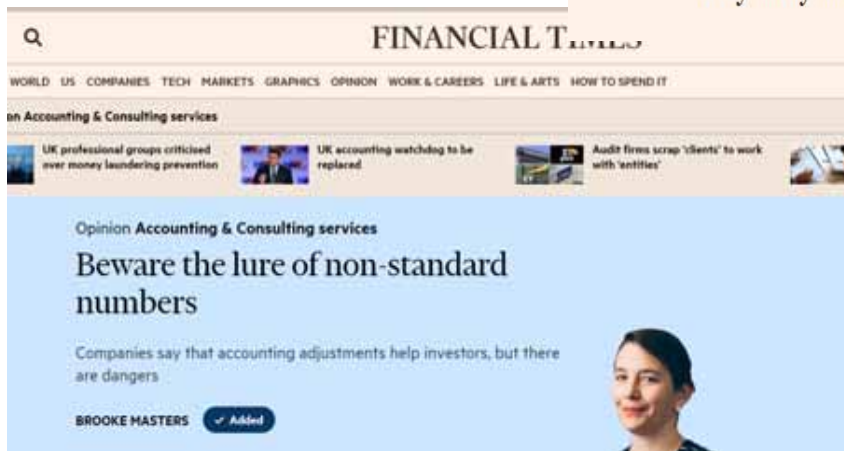 FINANCIAL TIMES
WORLD US COMPANIES TECH MARKETS GRAPHICS OPINION WORK & CAREERS LIFE & ARTS HOW TO SPEND IT
on Accounting & Consulting services
UK professional groups criticised
over money laundering prevention
UK accounting watchdog to be
replaced
Audit firms scrap 'clients' to work
with 'entities'
Opinion Accounting & Consulting services
Beware the lure of non-standard
numbers
Companies say that accounting adjustments help investors, but there
are dangers
BROOKE MASTERS ✓ Added